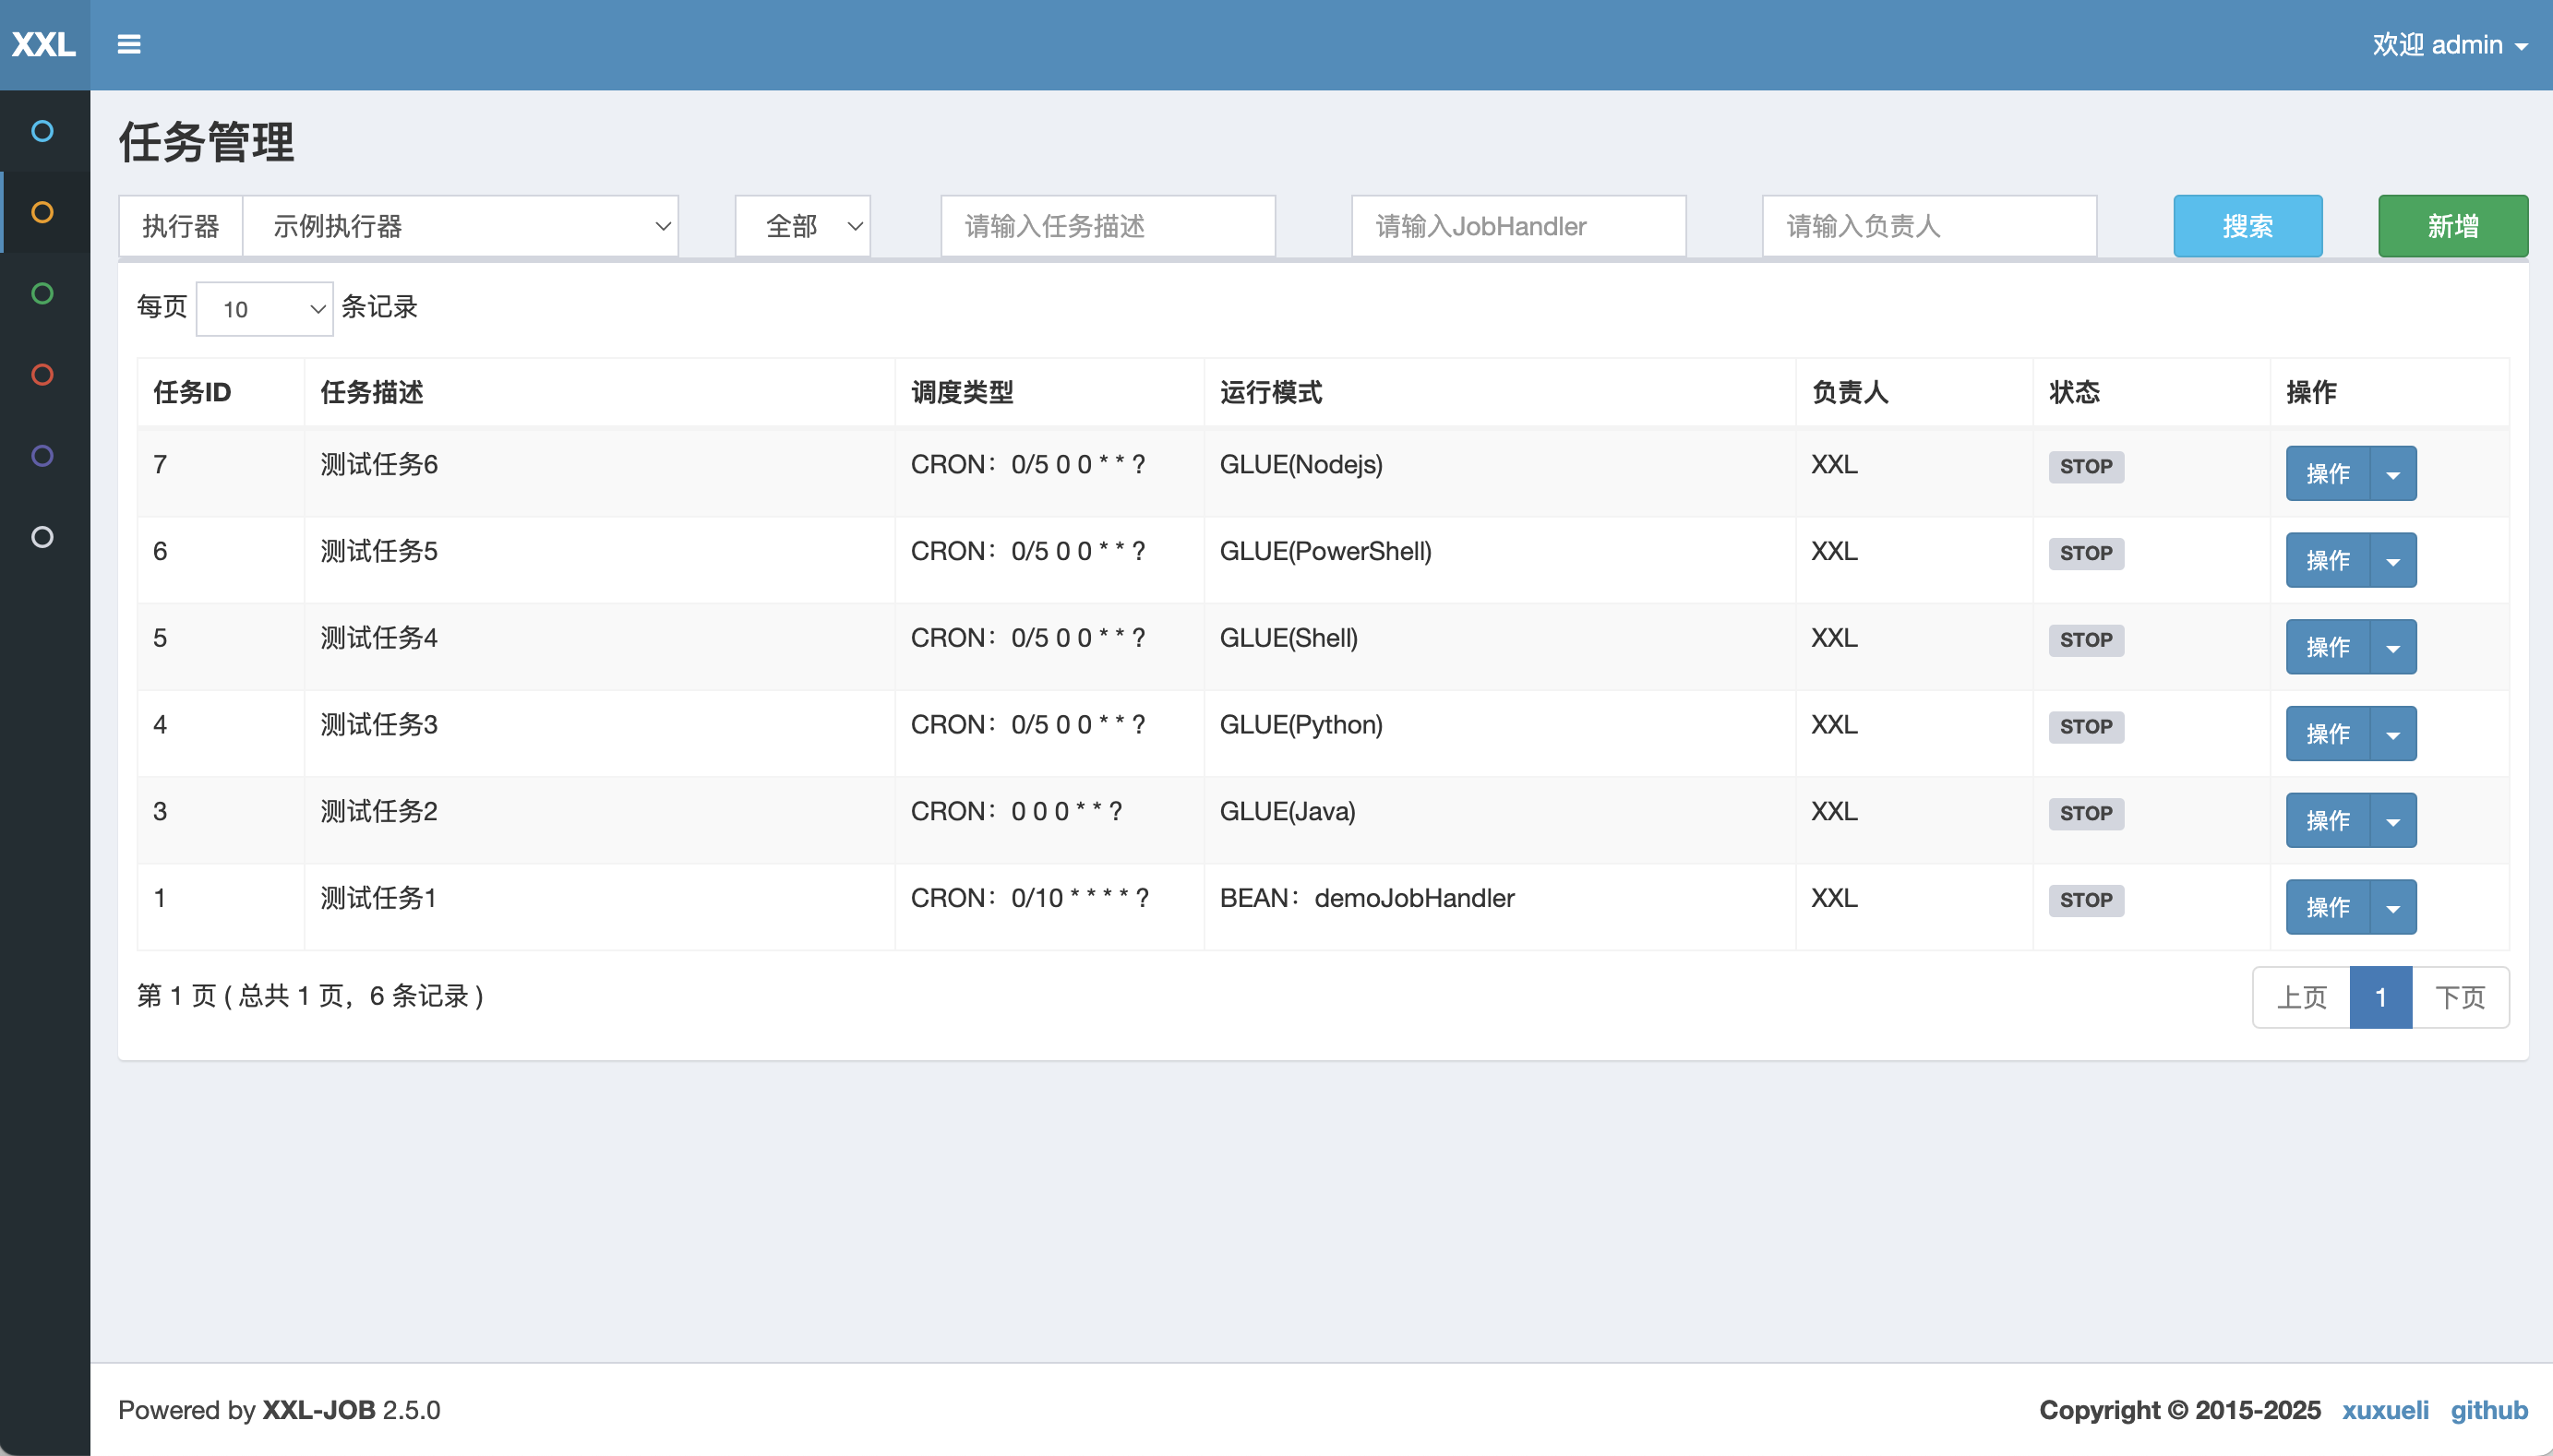 XXL 欢迎 admin
任务管理
执行器 示例执行器 全部 请输入任务描述 请输入JobHandler 请输入负责人 搜索 新增
每页 10 条记录
任务ID 任务描述 调度类型 运行模式 负责人 状态 操作
7 测试任务6 CRON：0/5 0 0 * * ? GLUE(Nodejs) XXL STOP 操作
6 测试任务5 CRON：0/5 0 0 * * ? GLUE(PowerShell) XXL STOP 操作
5 测试任务4 CRON：0/5 0 0 * * ? GLUE(Shell) XXL STOP 操作
4 测试任务3 CRON：0/5 0 0 * * ? GLUE(Python) XXL STOP 操作
3 测试任务2 CRON：0 0 0 * * ? GLUE(Java) XXL STOP 操作
1 测试任务1 CRON：0/10 * * * * ? BEAN：demoJobHandler XXL STOP 操作
第 1 页 ( 总共 1 页，6 条记录 ) 上页 1 下页
Powered by XXL-JOB 2.5.0 Copyright © 2015-2025 xuxueli github